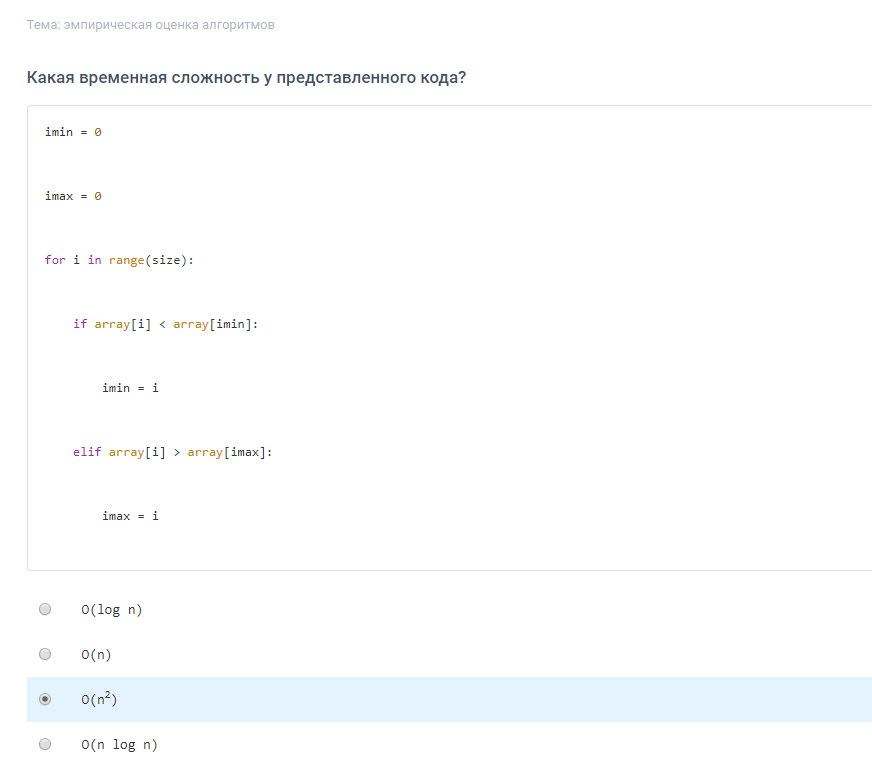 Тема: эмпирическая оценка алгоритмов
Какая временная сложность у представленного кода?
imin = 0
imax = 0
for i in range(size):
    if array[i] < array[imin]:
        imin = i
    elif array[i] > array[imax]:
        imax = i
O(log n)
O(n)
O(n²)
O(n log n)